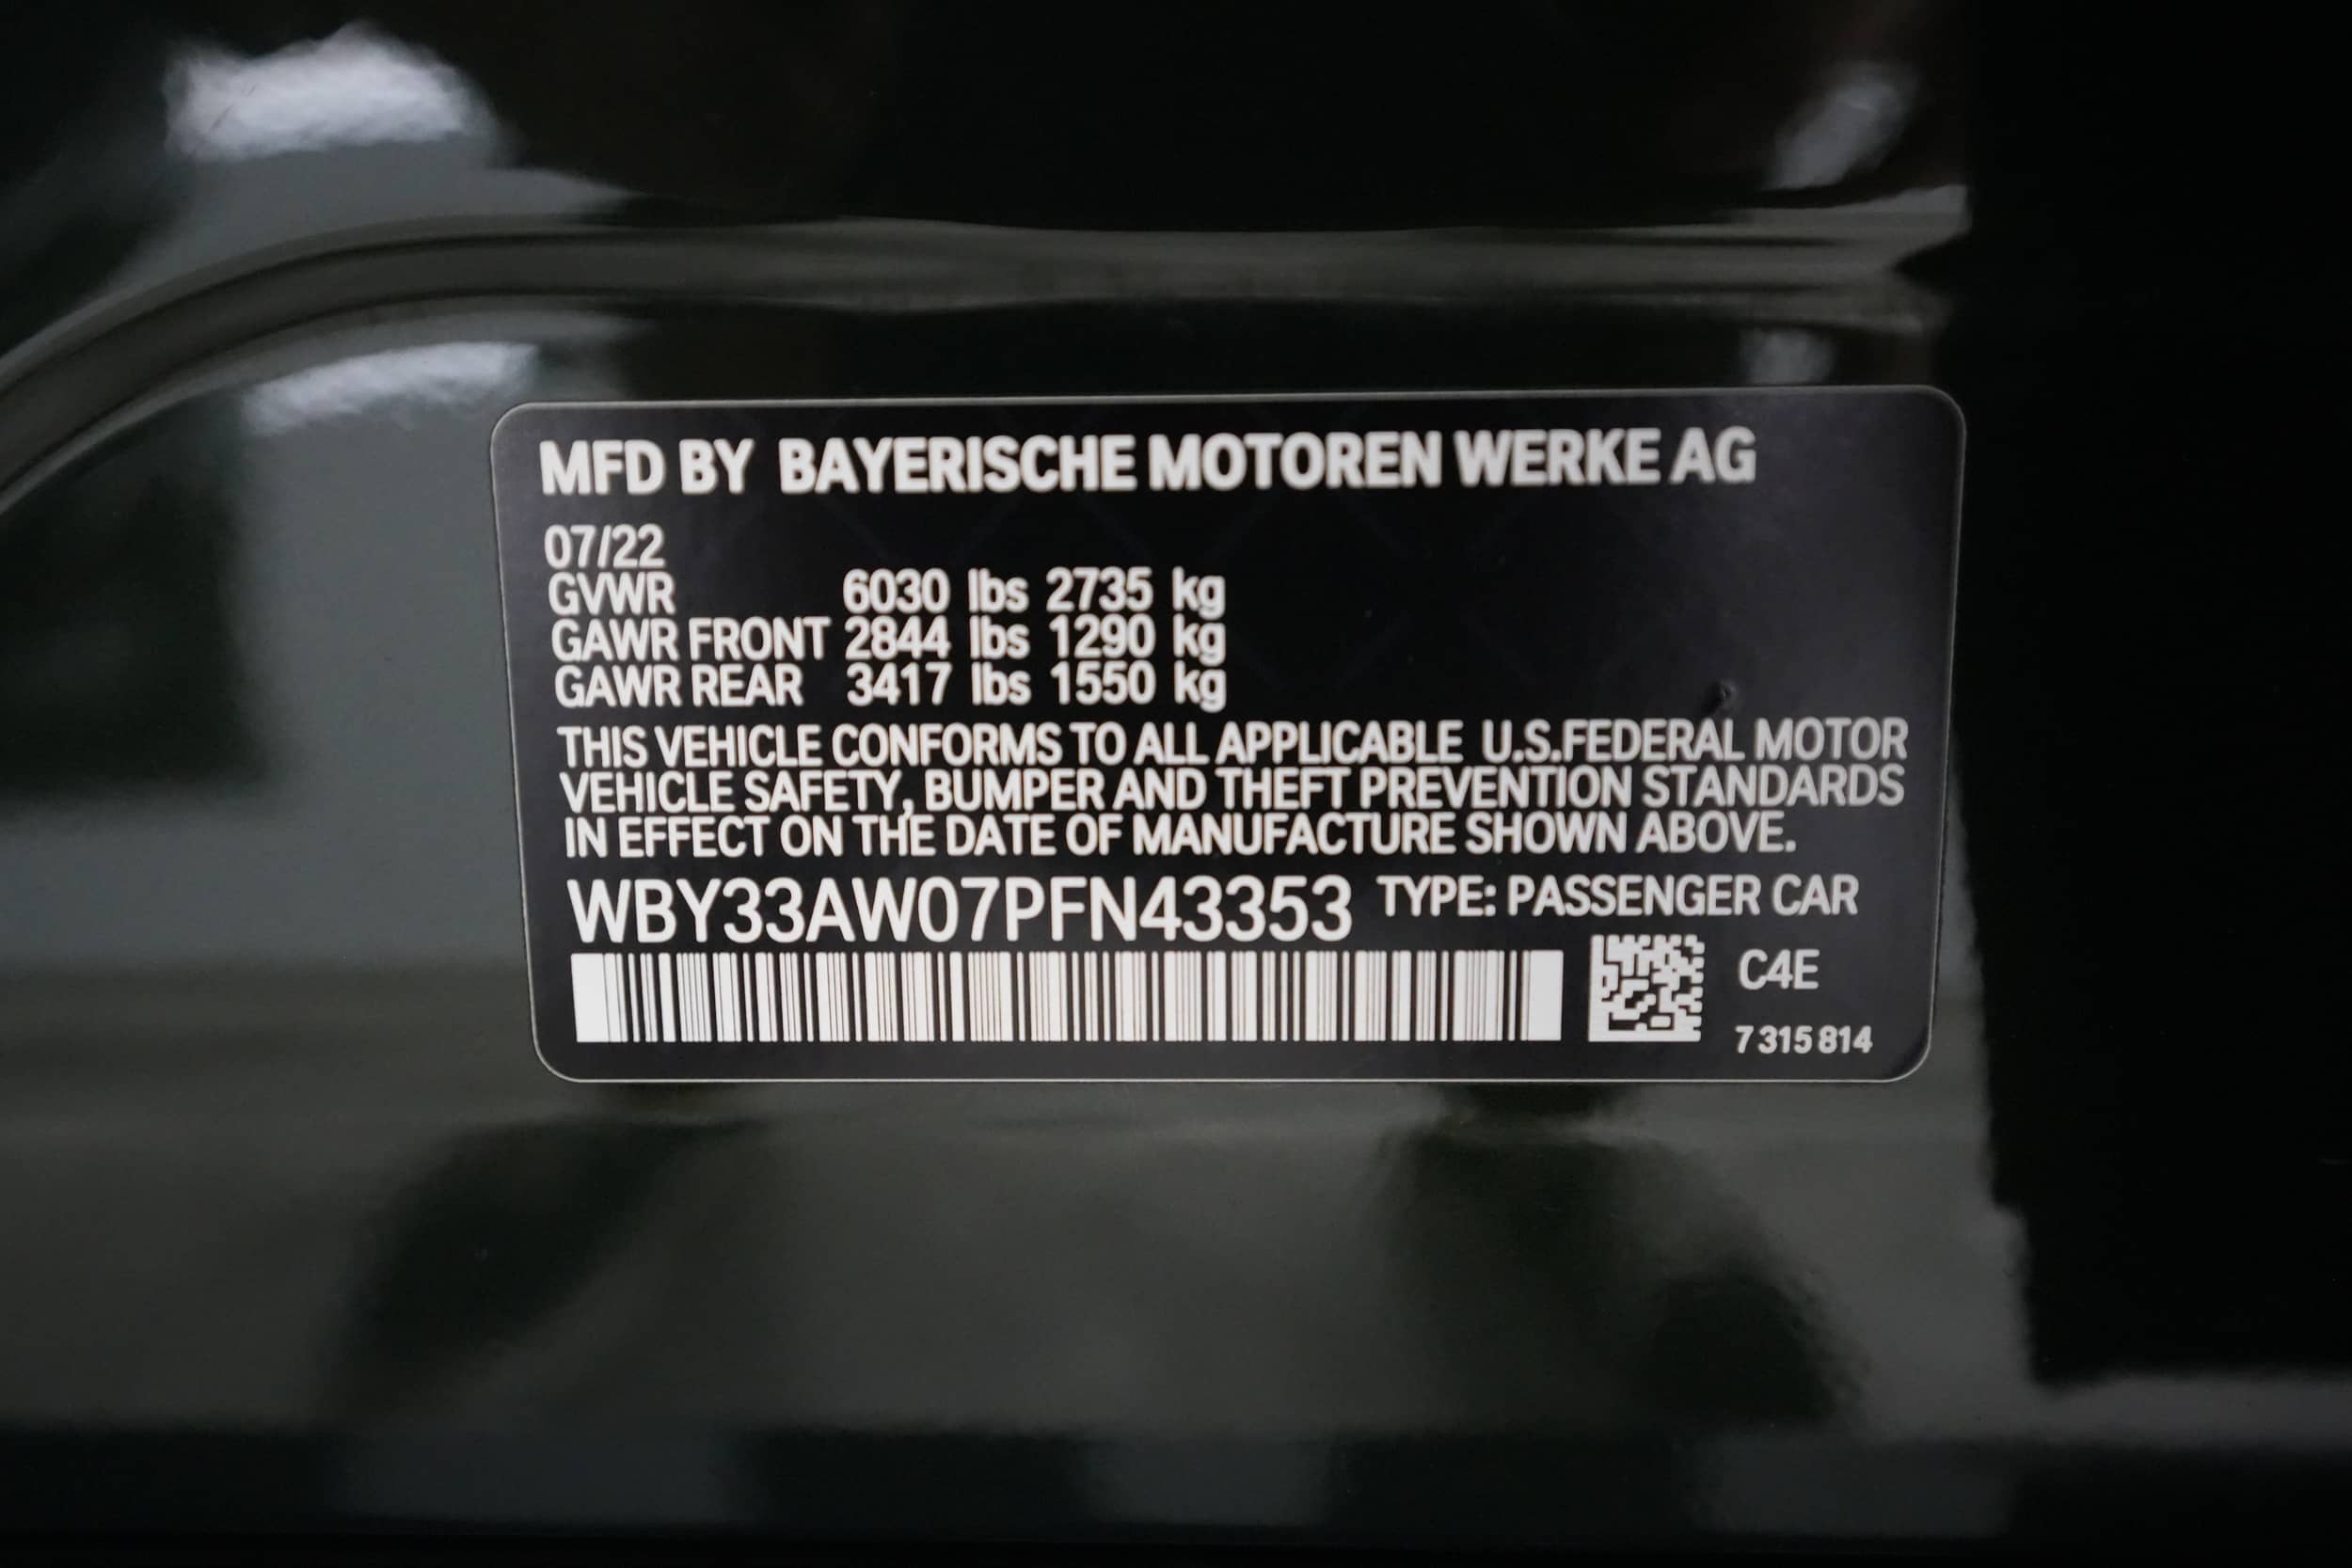 MFD BY BAYERISCHE MOTOREN WERKE AG
07/22
GVWR 6030 lbs 2735 kg
GAWR FRONT 2844 lbs 1290 kg
GAWR REAR 3417 lbs 1550 kg
THIS VEHICLE CONFORMS TO ALL APPLICABLE U.S.FEDERAL MOTOR
VEHICLE SAFETY, BUMPER AND THEFT PREVENTION STANDARDS
IN EFFECT ON THE DATE OF MANUFACTURE SHOWN ABOVE.
WBY33AW07PFN43353 TYPE: PASSENGER CAR
C4E
7 315 814